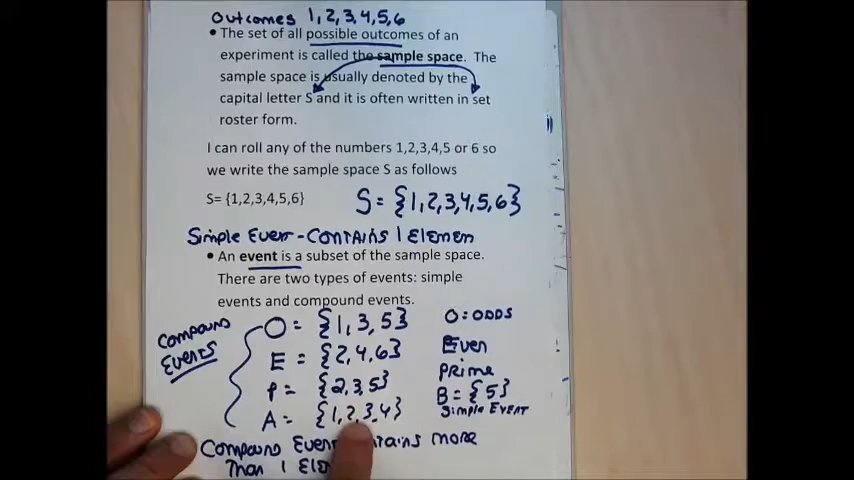 Outcomes 1,2,3,4,5,6
• The set of all possible outcomes of an
experiment is called the sample space. The
sample space is usually denoted by the
capital letter S and it is often written in set
roster form.
I can roll any of the numbers 1,2,3,4,5 or 6 so
we write the sample space S as follows
S= {1,2,3,4,5,6}
S = {1,2,3,4,5,6}
Simple Event - CONTAINS 1 Element
• An event is a subset of the sample space.
There are two types of events: simple
events and compound events.
Compound
Events
O = {1,3,5}
E = {2,4,6}
P = {2,3,5}
A = {1,2,3,4}
O = ODDS
Even
Prime
B = {5}
Simple EVENT
Compound more
Than 1